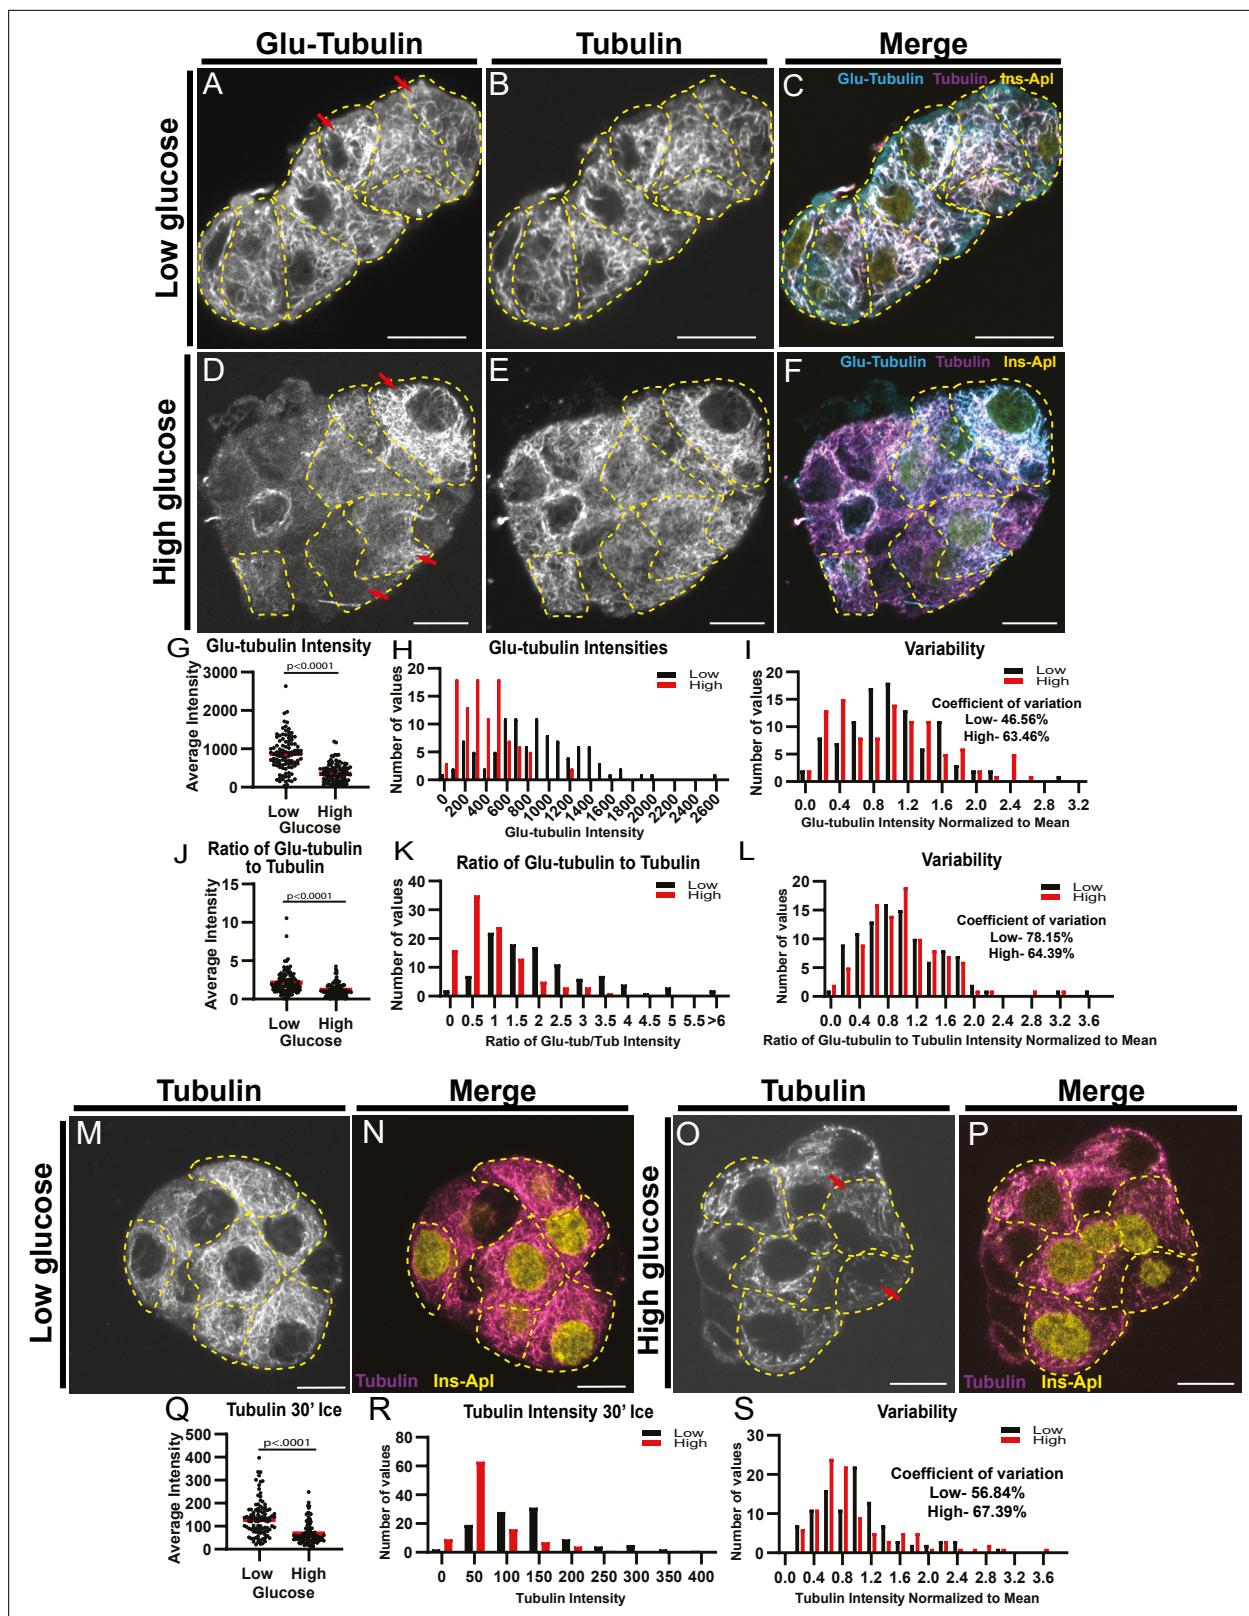 Glu-Tubulin Tubulin Merge
Low glucose
A B C Glu-Tubulin Tubulin Ins-Apl
High glucose
D E F Glu-Tubulin Tubulin Ins-Apl
G Glu-tubulin Intensity
p<0.0001
Average Intensity
3000
2000
1000
0
Low High
Glucose
H Glu-tubulin Intensities
Low
High
Number of values
20
15
10
5
0
0 200 400 600 800 1000 1200 1400 1600 1800 2000 2200 2400 2600
Glu-tubulin Intensity
I Variability
Low
High
Coefficient of variation
Low- 46.56%
High- 63.46%
Number of values
20
15
10
5
0
0.0 0.4 0.8 1.2 1.6 2.0 2.4 2.8 3.2
Glu-tubulin Intensity Normalized to Mean
J Ratio of Glu-tubulin
to Tubulin
p<0.0001
Average Intensity
15
10
5
0
Low High
Glucose
K Ratio of Glu-tubulin to Tubulin
Low
High
Number of values
40
30
20
10
0
0 0.5 1 1.5 2 2.5 3 3.5 4 4.5 5 5.5 >6
Ratio of Glu-tub/Tub Intensity
L Variability
Low
High
Coefficient of variation
Low- 78.15%
High- 64.39%
Number of values
20
15
10
5
0
0.0 0.4 0.8 1.2 1.6 2.0 2.4 2.8 3.2 3.6
Ratio of Glu-tubulin to Tubulin Intensity Normalized to Mean
Tubulin Merge Tubulin Merge
Low glucose
M N
Tubulin Ins-Apl
High glucose
O P
Tubulin Ins-Apl
Q Tubulin 30' Ice
p<.0001
Average Intensity
500
400
300
200
100
0
Low High
Glucose
R Tubulin Intensity 30' Ice
Low
High
Number of values
80
60
40
20
0
0 50 100 150 200 250 300 350 400
Tubulin Intensity
S Variability
Low
High
Coefficient of variation
Low- 56.84%
High- 67.39%
Number of values
30
20
10
0
0.0 0.4 0.8 1.2 1.6 2.0 2.4 2.8 3.2 3.6
Tubulin Intensity Normalized to Mean